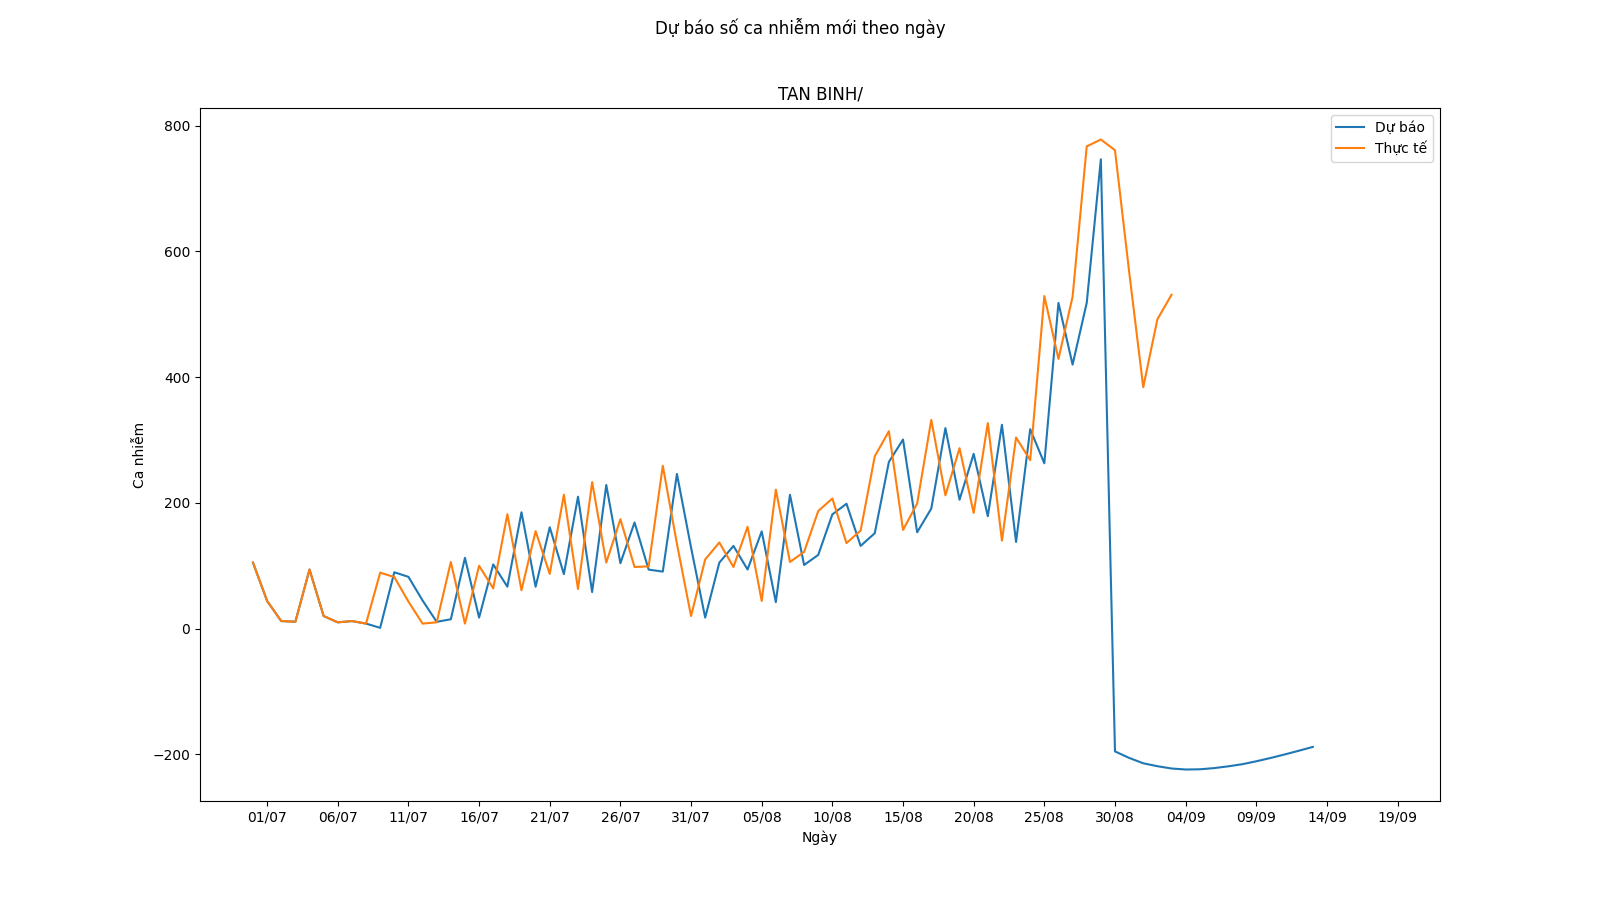 Dự báo số ca nhiễm mới theo ngày
TAN BINH/
Dự báo
Thực tế
800
600
400
200
0
−200
Ca nhiễm
01/07 06/07 11/07 16/07 21/07 26/07 31/07 05/08 10/08 15/08 20/08 25/08 30/08 04/09 09/09 14/09 19/09
Ngày